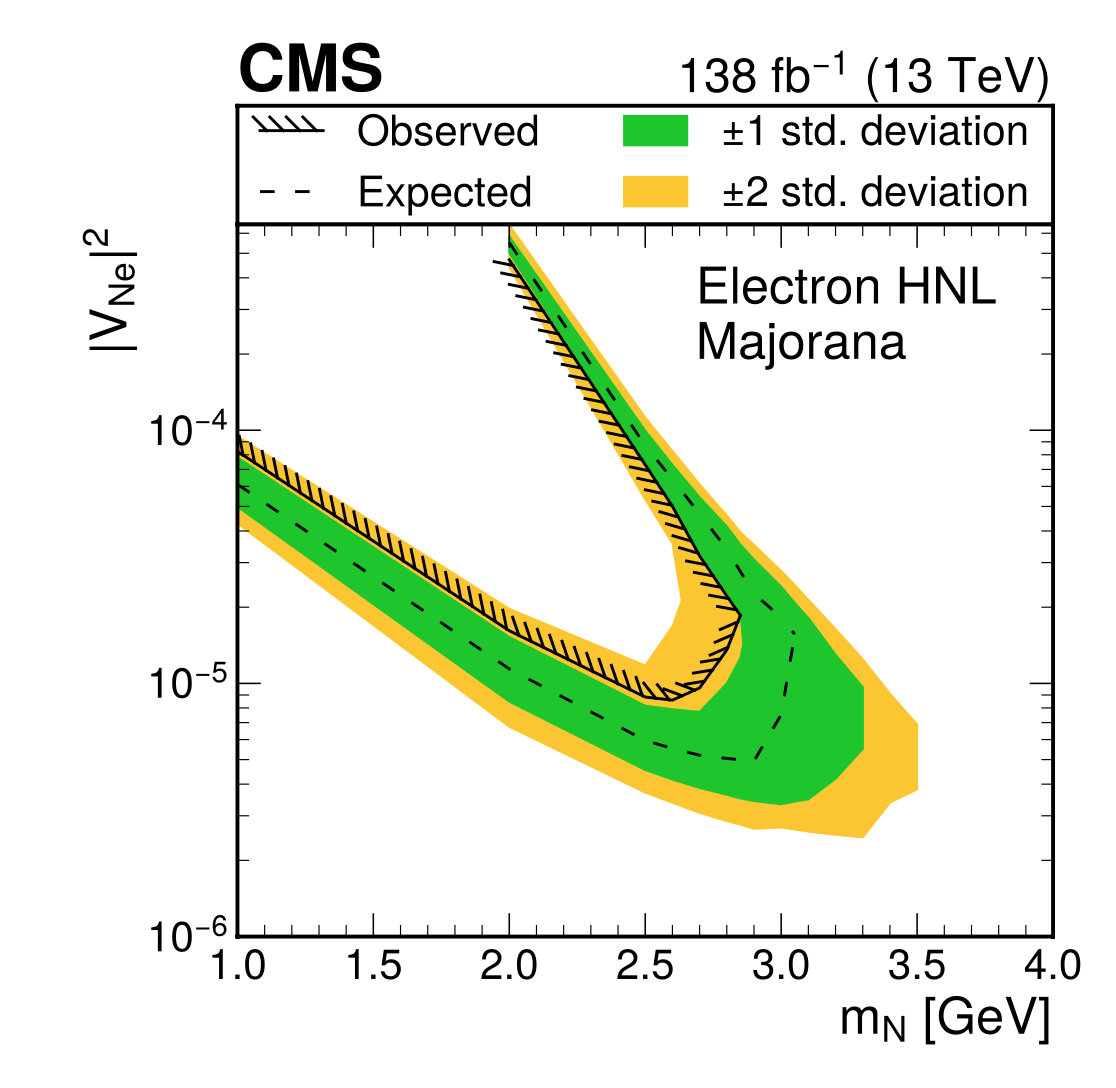 CMS 138 fb⁻¹ (13 TeV)
Observed ±1 std. deviation
Expected ±2 std. deviation
|V_Ne|²
Electron HNL
Majorana
10⁻⁴
10⁻⁵
10⁻⁶
1.0 1.5 2.0 2.5 3.0 3.5 4.0
m_N [GeV]